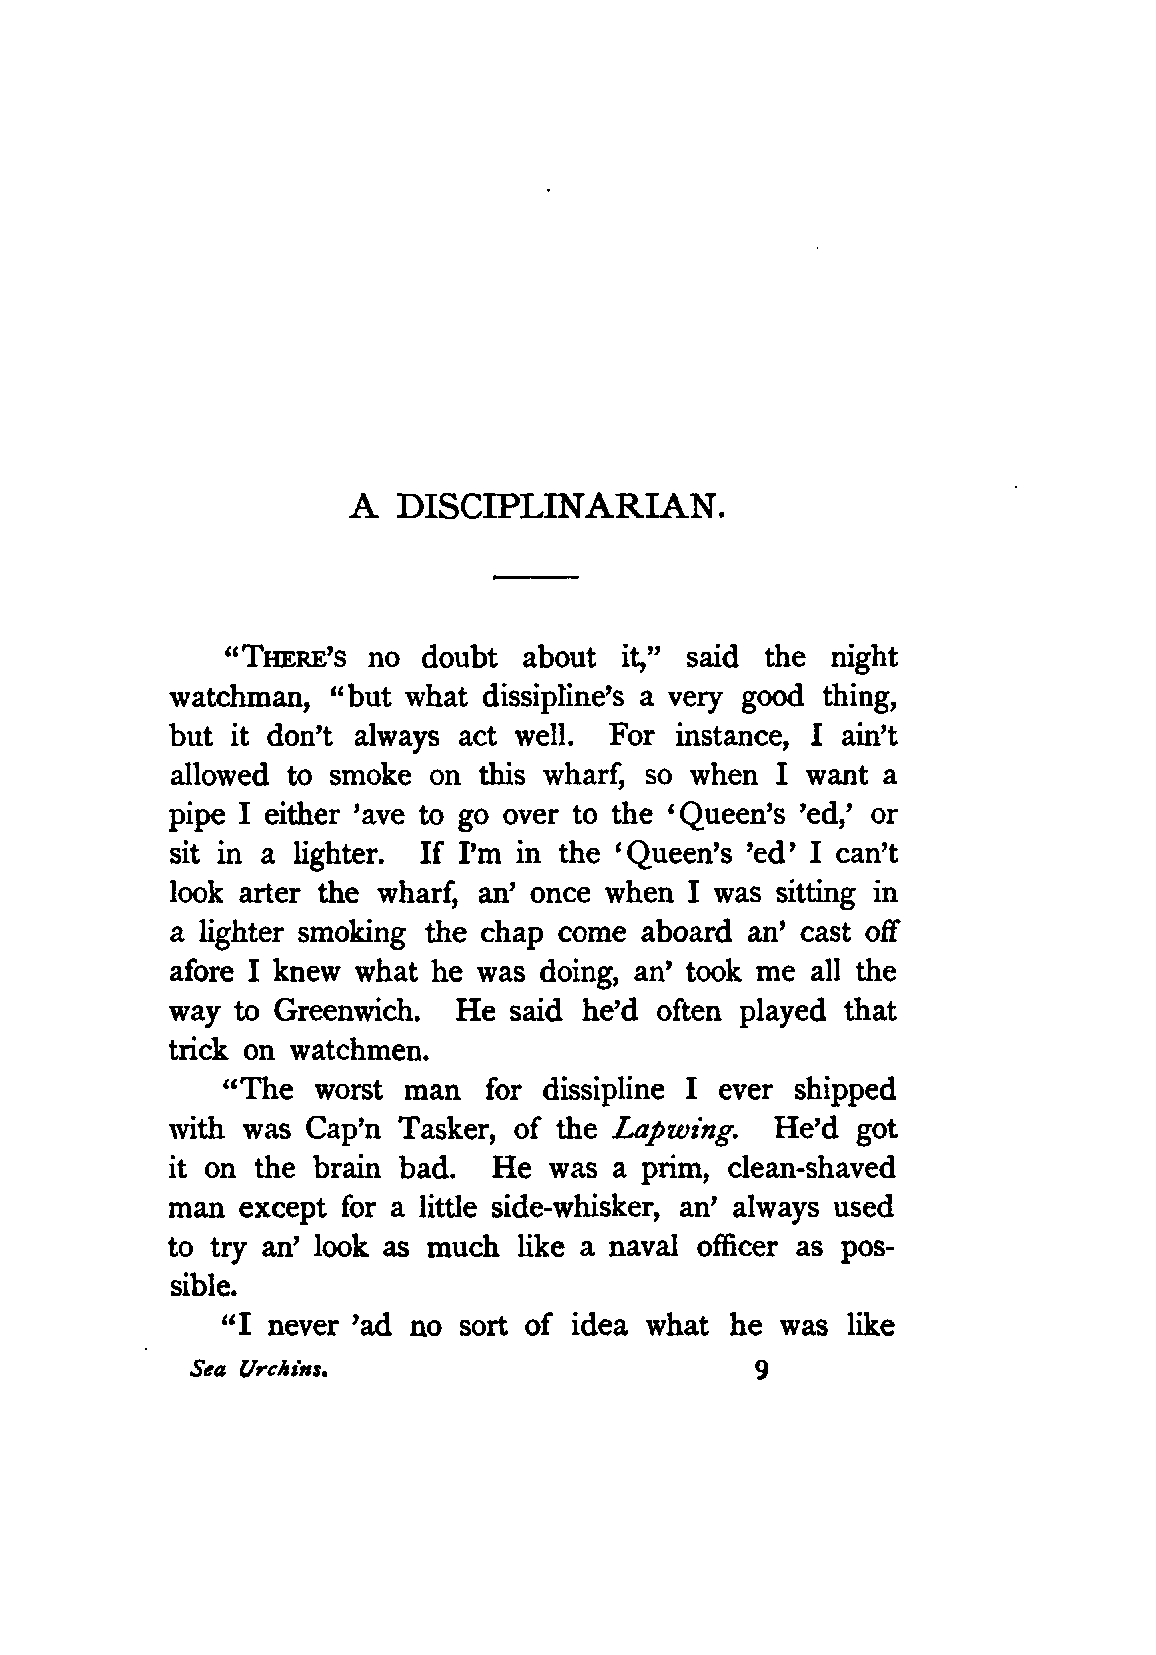 A DISCIPLINARIAN.
"THERE'S no doubt about it," said the night
watchman, "but what dissipline's a very good thing,
but it don't always act well. For instance, I ain't
allowed to smoke on this wharf, so when I want a
pipe I either 'ave to go over to the 'Queen's 'ed,' or
sit in a lighter. If I'm in the 'Queen's 'ed' I can't
look arter the wharf, an' once when I was sitting in
a lighter smoking the chap come aboard an' cast off
afore I knew what he was doing, an' took me all the
way to Greenwich. He said he'd often played that
trick on watchmen.
"The worst man for dissipline I ever shipped
with was Cap'n Tasker, of the Lapwing. He'd got
it on the brain bad. He was a prim, clean-shaved
man except for a little side-whisker, an' always used
to try an' look as much like a naval officer as pos-
sible.
"I never 'ad no sort of idea what he was like
Sea Urchins. 9